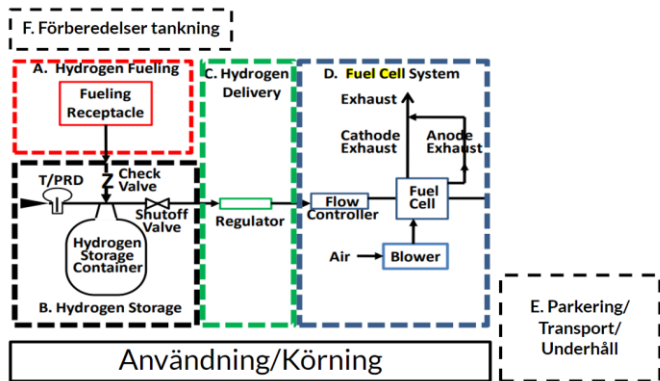 F. Förberedelser tankning
A. Hydrogen Fueling
Fueling
Receptacle
C. Hydrogen
Delivery
D. Fuel Cell System
Exhaust
Cathode
Exhaust
Anode
Exhaust
T/PRD
Check
Valve
Shutoff
Valve
Hydrogen
Storage
Container
B. Hydrogen Storage
Regulator
Flow
Controller
Fuel
Cell
Air
Blower
E. Parkering/
Transport/
Underhåll
Användning/Körning